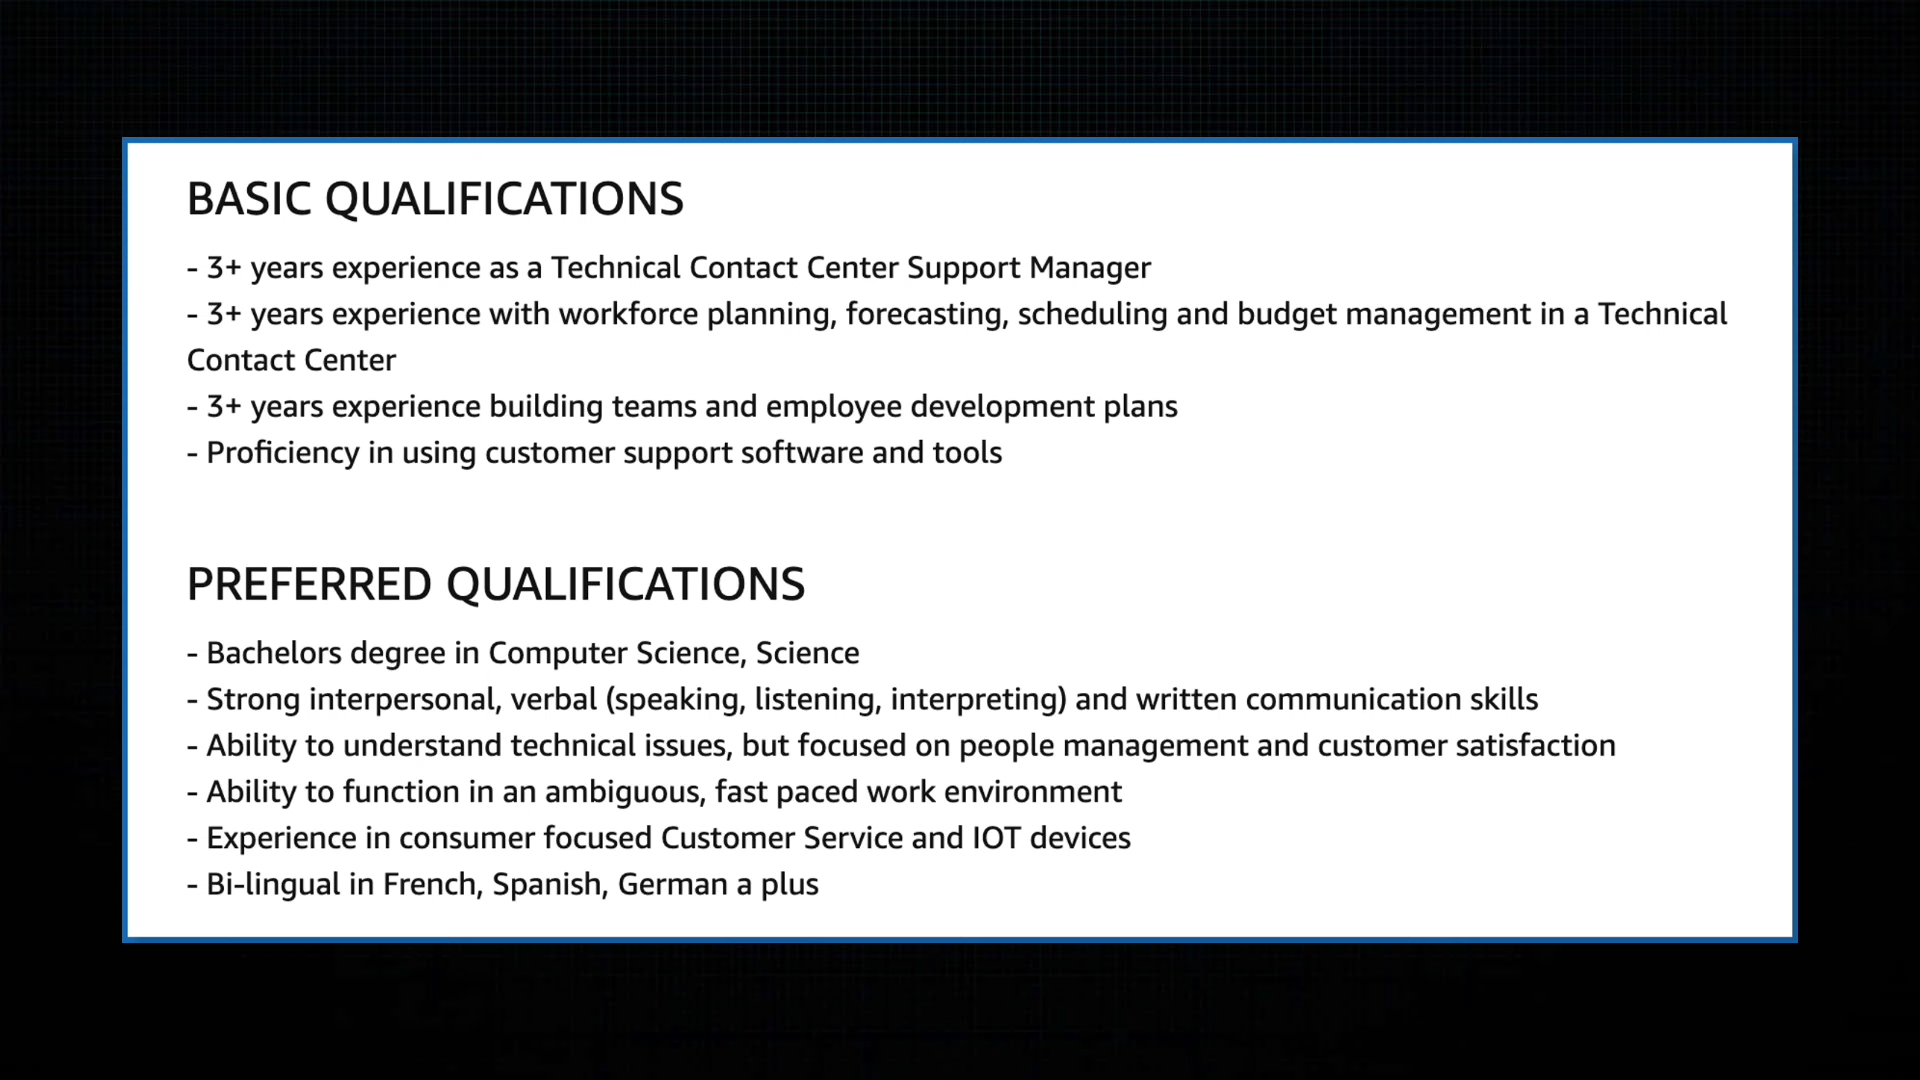 BASIC QUALIFICATIONS
- 3+ years experience as a Technical Contact Center Support Manager
- 3+ years experience with workforce planning, forecasting, scheduling and budget management in a Technical
Contact Center
- 3+ years experience building teams and employee development plans
- Proficiency in using customer support software and tools
PREFERRED QUALIFICATIONS
- Bachelors degree in Computer Science, Science
- Strong interpersonal, verbal (speaking, listening, interpreting) and written communication skills
- Ability to understand technical issues, but focused on people management and customer satisfaction
- Ability to function in an ambiguous, fast paced work environment
- Experience in consumer focused Customer Service and IOT devices
- Bi-lingual in French, Spanish, German a plus